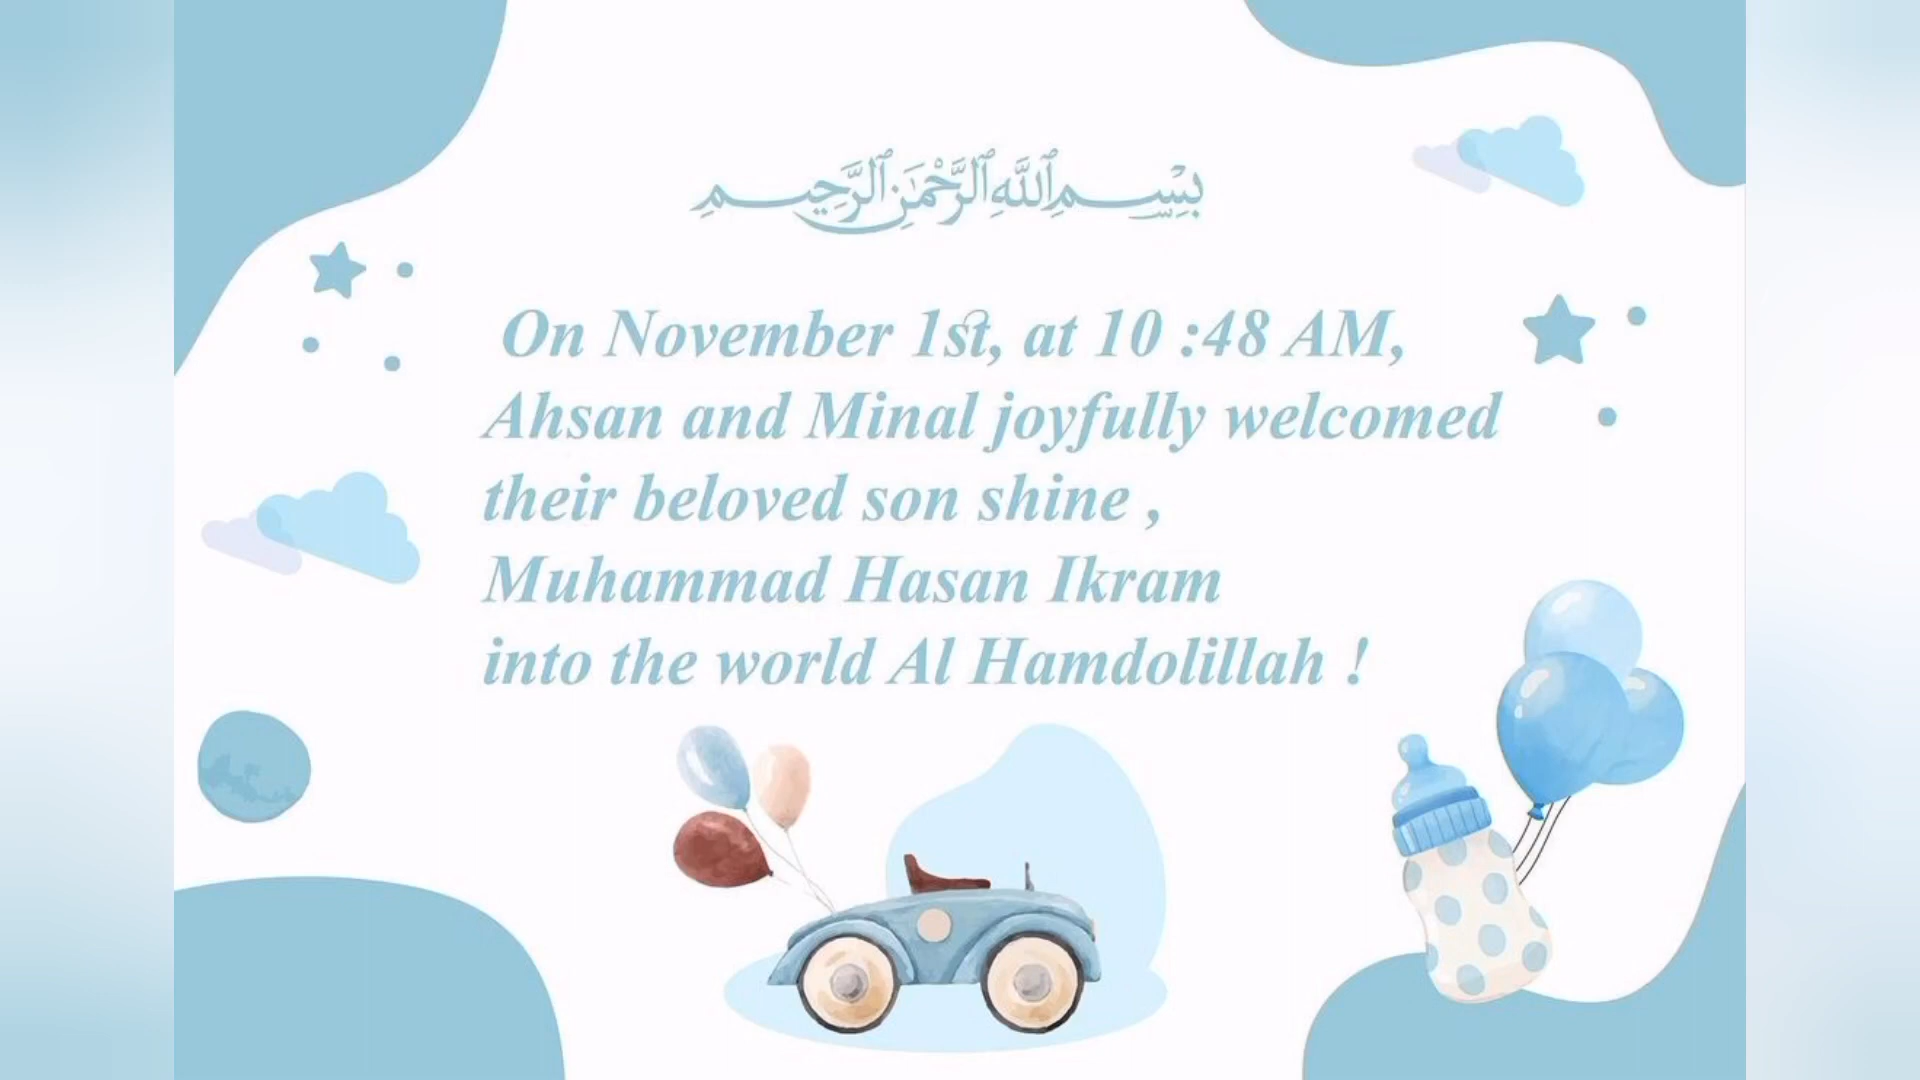 بِسْمِ ٱللَّهِ ٱلرَّحْمَٰنِ ٱلرَّحِيمِ
On November 1st, at 10 :48 AM,
Ahsan and Minal joyfully welcomed
their beloved son shine ,
Muhammad Hasan Ikram
into the world Al Hamdolillah !